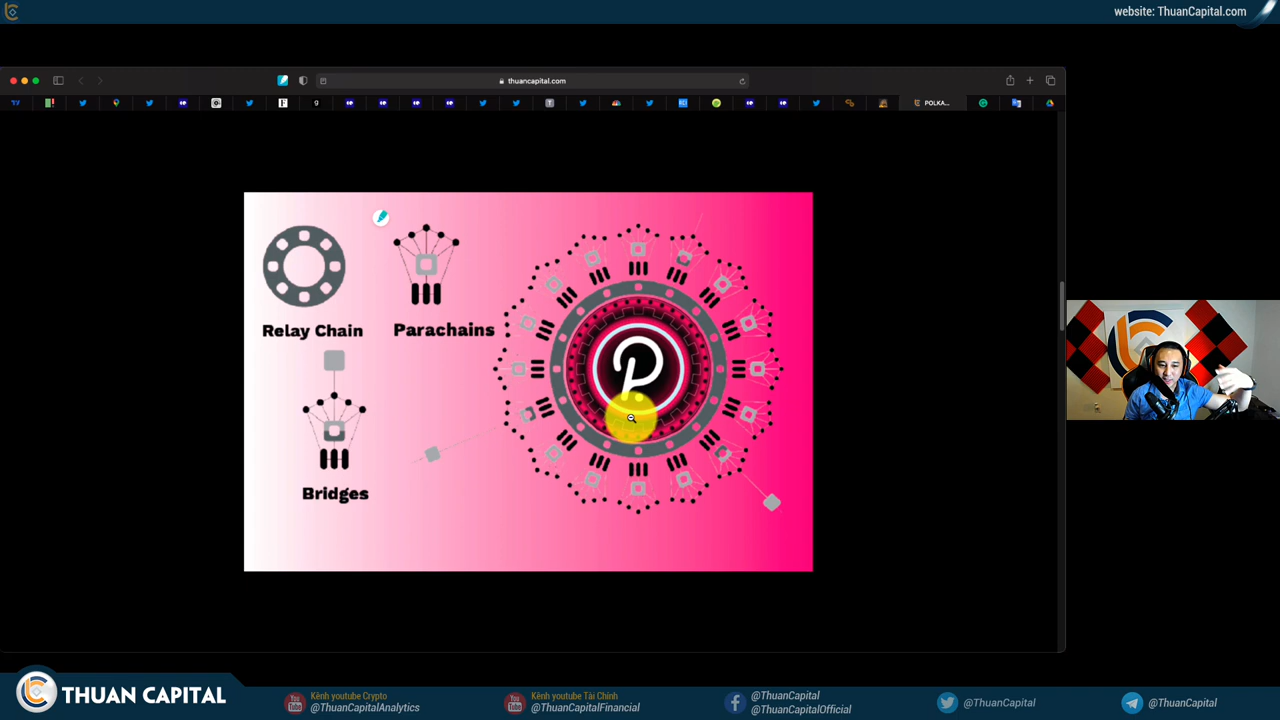 website: ThuanCapital.com
thuancapital.com
POLKA...
Relay Chain
Parachains
Bridges
THUAN CAPITAL
Kênh youtube Crypto
@ThuanCapitalAnalytics
Kênh youtube Tài Chính
@ThuanCapitalFinancial
@ThuanCapital
@ThuanCapitalOfficial
@ThuanCapital
@ThuanCapital